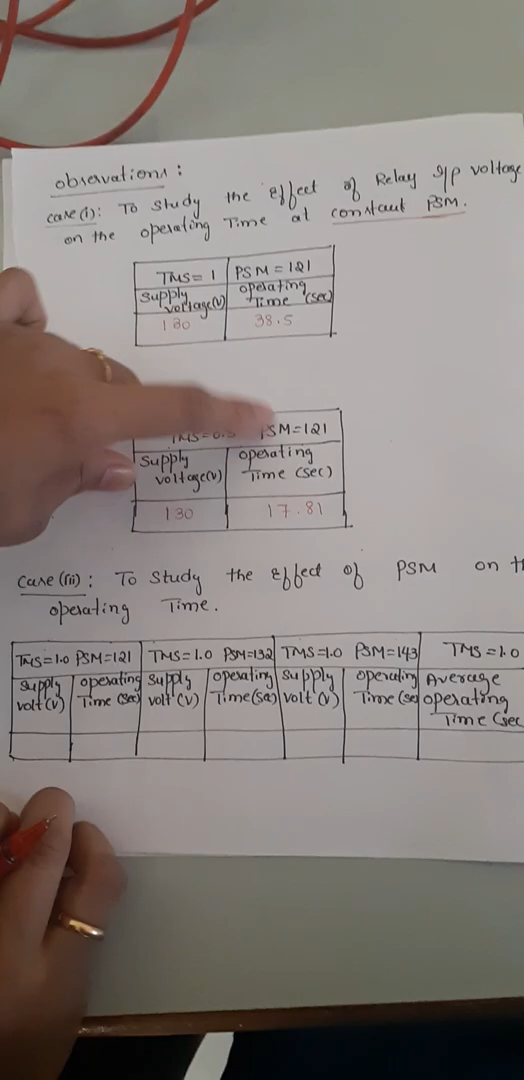 observations :
case(i): To study the effect of Relay I/p voltage
on the operating Time at constant PSM.
TMS = 1 PSM = 121
supply voltage(v) operating Time (sec)
130 38.5
PSM=121
supply voltage(v) operating Time (sec)
130 17.81
case(iii): To study the effect of PSM on
operating Time.
TMS=1.0 PSM=121 TMS=1.0 PSM=132 TMS=1.0 PSM=143 TMS=1.0
supply volt(v) operating Time (sec) supply volt(v) operating Time(sec) supply volt(v) operating Time (sec Average operating Time (sec